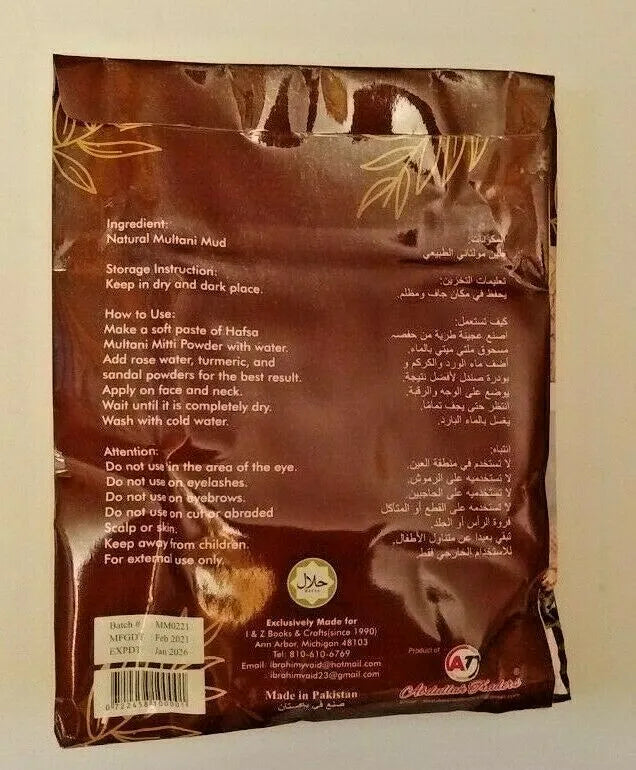 Ingredient:
Natural Multani Mud
Storage Instruction:
Keep in dry and dark place.
How to Use:
Make a soft paste of Hafsa
Multani Mitti Powder with water.
Add rose water, turmeric, and
sandal powders for the best result.
Apply on face and neck.
Wait until it is completely dry.
Wash with cold water.
Attention:
Do not use in the area of the eye.
Do not use on eyelashes.
Do not use on eyebrows.
Do not use on cut or abraded
Scalp or skin.
Keep away from children.
For external use only.
المكونات:
طين مولتاني الطبيعي
تعليمات التخزين:
يحفظ في مكان جاف ومظلم.
كيف تستعمل:
اصنع عجينة طرية من حفصه
مسحوق ملتي ميتي بالماء.
أضف ماء الورد والكركم و
بودرة صندل لأفضل نتيجة.
يوضع على الوجه والرقبة.
انتظر حتى يجف تماما.
يغسل بالماء البارد.
انتباه:
لا تستخدم في منطقة العين.
لا تستخدمه على الرموش.
لا تستخدمه على الحاجبين.
لا تستخدمه على القطع أو المتآكل
فروة الرأس أو الجلد
تبقي بعيدا عن متناول الأطفال.
للاستخدام الخارجي فقط.
حلال
Batch # MM0221
MFGDT Feb 2021
EXPDT Jan 2026
Exclusively Made for
I & Z Books & Crafts(since 1990)
Ann Arbor, Michigan 48103
Tel: 810-610-6769
Email: ibrahimyvaid@hotmail.com
ibrahimvaid23@gmail.com
Made in Pakistan
صنع في باكستان
Product of
AT
Abdullah Traders